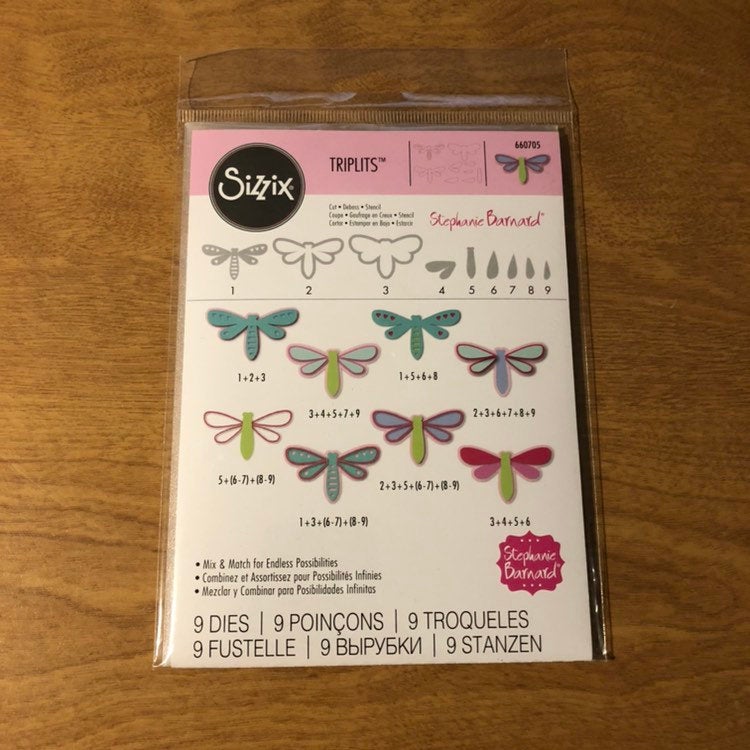 Sizzix
TRIPLITS™
660705
Cut • Deboss • Stencil
Coupe • Gaufrage en Creux • Stencil
Cortar • Estampar en Bajo • Estarcir
Stephanie Barnard
1 2 3 4 5 6 7 8 9
1+2+3
3+4+5+7+9
1+5+6+8
2+3+6+7+8+9
5+(6-7)+(8-9)
1+3+(6-7)+(8-9)
2+3+5+(6-7)+(8-9)
3+4+5+6
• Mix & Match for Endless Possibilities
• Combinez et Assortissez pour Possibilités Infinies
• Mezclar y Combinar para Posibilidades Infinitas
Stephanie
Barnard
9 DIES | 9 POINÇONS | 9 TROQUELES
9 FUSTELLE | 9 ВЫРУБКИ | 9 STANZEN